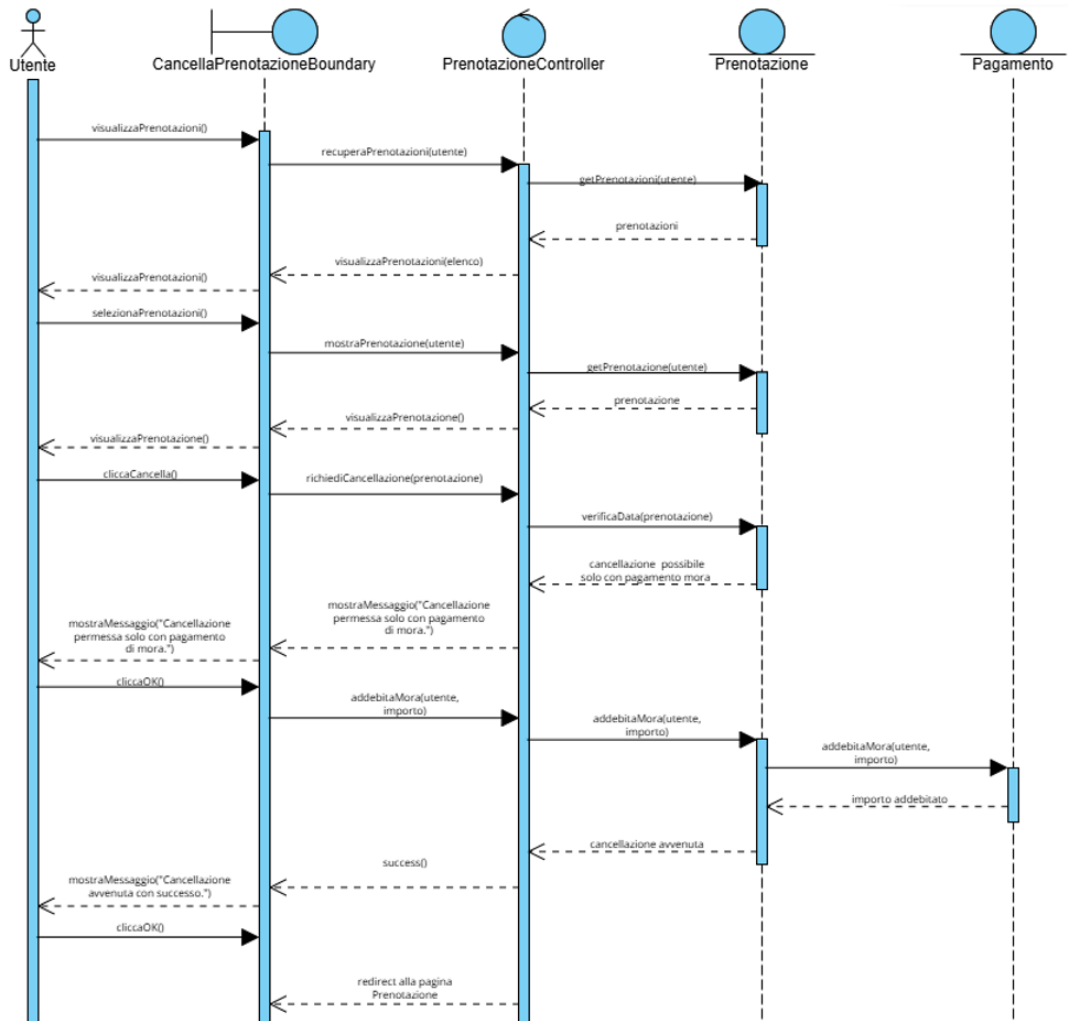 Utente
CancellaPrenotazioneBoundary
PrenotazioneController
Prenotazione
Pagamento
visualizzaPrenotazioni()
recuperaPrenotazioni(utente)
getPrenotazioni(utente)
prenotazioni
visualizzaPrenotazioni(elenco)
visualizzaPrenotazioni()
selezionaPrenotazioni()
mostraPrenotazione(utente)
getPrenotazione(utente)
prenotazione
visualizzaPrenotazione()
visualizzaPrenotazione()
cliccaCancella()
richiediCancellazione(prenotazione)
verificaData(prenotazione)
cancellazione possibile
solo con pagamento mora
mostraMessaggio("Cancellazione
permessa solo con pagamento
di mora.")
mostraMessaggio("Cancellazione
permessa solo con pagamento
di mora.")
cliccaOK()
addebitaMora(utente,
importo)
addebitaMora(utente,
importo)
addebitaMora(utente,
importo)
importo addebitato
cancellazione avvenuta
success()
mostraMessaggio("Cancellazione
avvenuta con successo.")
cliccaOK()
redirect alla pagina
Prenotazione